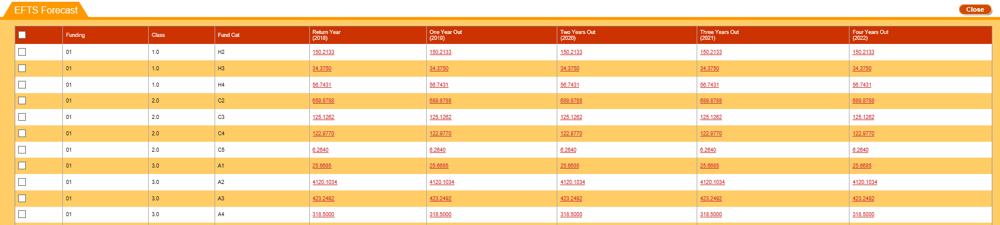 EFTS Forecast
Close
Funding Class Fund Cat Return Year (2018) One Year Out (2019) Two Years Out (2020) Three Years Out (2021) Four Years Out (2022)
01 1.0 H2 150.2133 150.2133 150.2133 150.2133 150.2133
01 1.0 H3 34.3750 34.3750 34.3750 34.3750 34.3750
01 1.0 H4 56.7431 56.7431 56.7431 56.7431 56.7431
01 2.0 C2 689.8788 689.8788 689.8788 689.8788 689.8788
01 2.0 C3 125.1262 125.1262 125.1262 125.1262 125.1262
01 2.0 C4 122.9770 122.9770 122.9770 122.9770 122.9770
01 2.0 C5 6.2640 6.2640 6.2640 6.2640 6.2640
01 3.0 A1 25.6685 25.6685 25.6685 25.6685 25.6685
01 3.0 A2 4120.1034 4120.1034 4120.1034 4120.1034 4120.1034
01 3.0 A3 423.2492 423.2492 423.2492 423.2492 423.2492
01 3.0 A4 318.5000 318.5000 318.5000 318.5000 318.5000